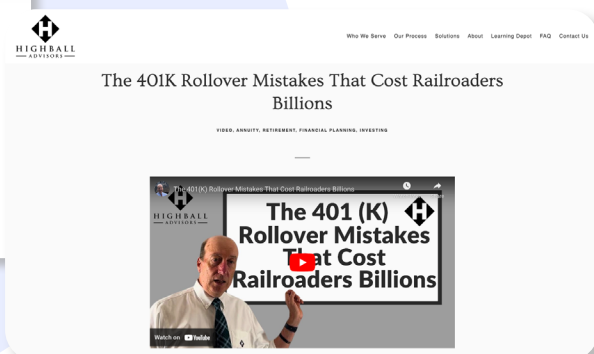 HIGHBALL
ADVISORS
Who We Serve Our Process Solutions About Learning Depot FAQ Contact Us
The 401K Rollover Mistakes That Cost Railroaders
Billions
VIDEO, ANNUITY, RETIREMENT, FINANCIAL PLANNING, INVESTING
The 401(K) Rollover Mistakes That Cost Railroaders Billions
HIGHBALL
ADVISORS
The 401 (K)
Rollover Mistakes
That Cost
Railroaders
Billions
Watch on YouTube